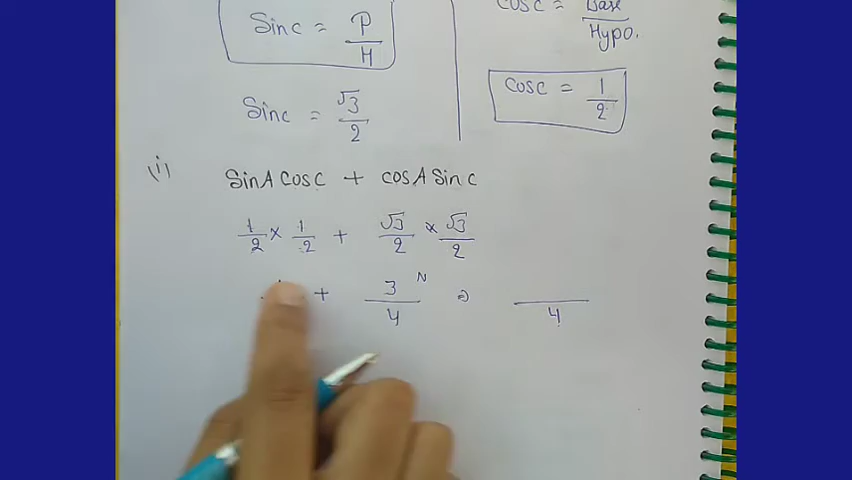 Sinc = P/H
cosc = Base/Hypo.
Sinc = √3/2
cosc = 1/2
(i) SinA cosc + cosA Sinc
1/2 × 1/2 + √3/2 × √3/2
+ 3/4 N ⇒ /4